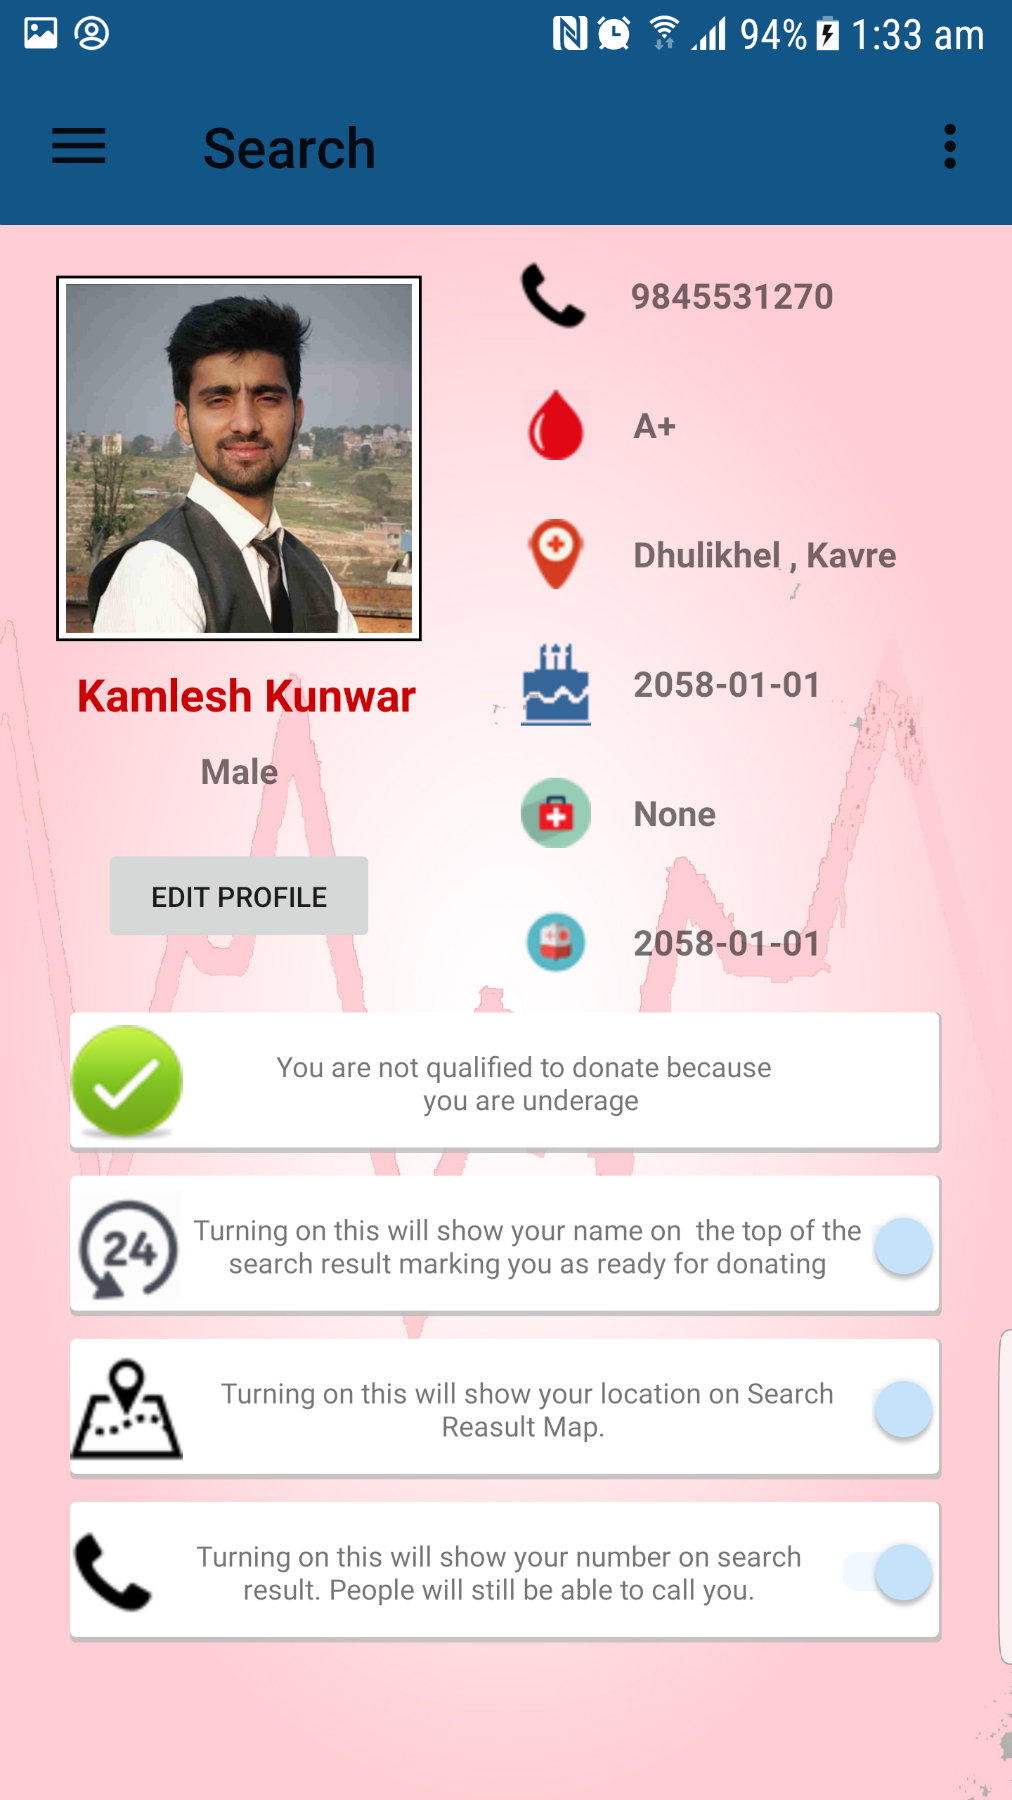 94% 1:33 am
Search
9845531270
A+
Dhulikhel , Kavre
2058-01-01
None
2058-01-01
Kamlesh Kunwar
Male
EDIT PROFILE
You are not qualified to donate because
you are underage
24
Turning on this will show your name on  the top of the
search result marking you as ready for donating
Turning on this will show your location on Search
Reasult Map.
Turning on this will show your number on search
result. People will still be able to call you.